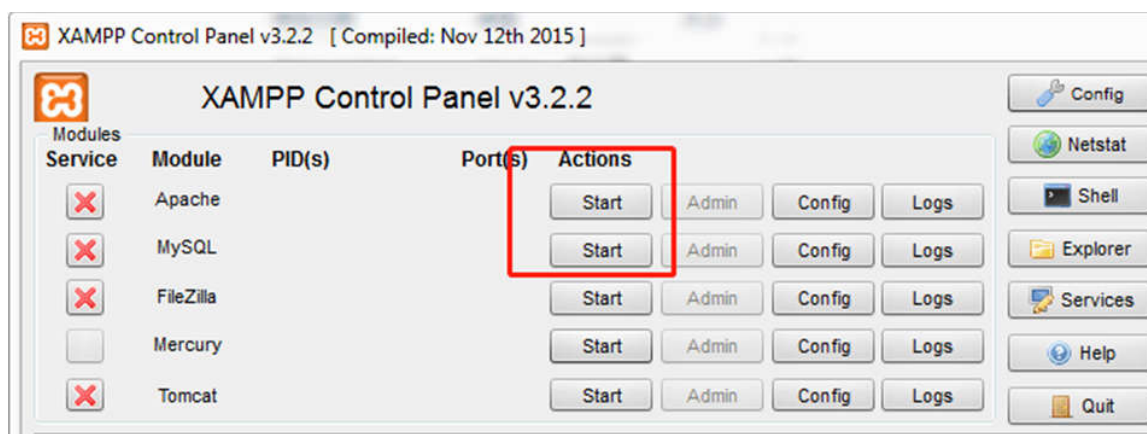 XAMPP Control Panel v3.2.2 [ Compiled: Nov 12th 2015 ]
XAMPP Control Panel v3.2.2
Config
Modules
Service Module PID(s) Port(s) Actions
Netstat
Apache Start Admin Config Logs
Shell
MySQL Start Admin Config Logs
Explorer
FileZilla Start Admin Config Logs
Services
Mercury Start Admin Config Logs
Help
Tomcat Start Admin Config Logs
Quit